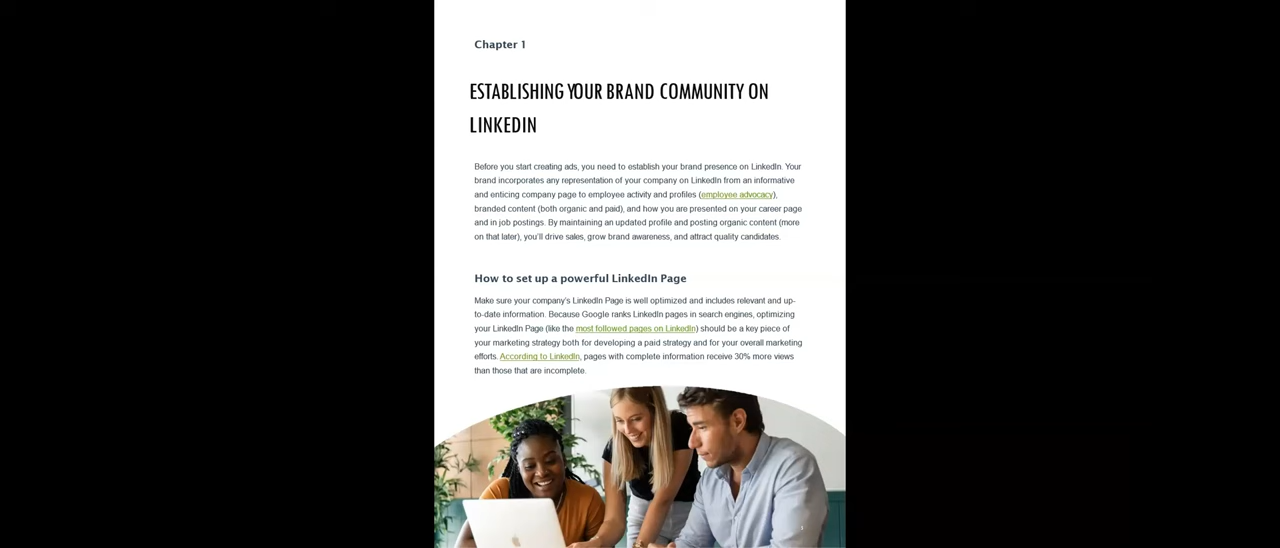 Chapter 1
ESTABLISHING YOUR BRAND COMMUNITY ON
LINKEDIN
Before you start creating ads, you need to establish your brand presence on LinkedIn. Your
brand incorporates any representation of your company on LinkedIn from an informative
and enticing company page to employee activity and profiles (employee advocacy),
branded content (both organic and paid), and how you are presented on your career page
and in job postings. By maintaining an updated profile and posting organic content (more
on that later), you'll drive sales, grow brand awareness, and attract quality candidates.
How to set up a powerful LinkedIn Page
Make sure your company's LinkedIn Page is well optimized and includes relevant and up-
to-date information. Because Google ranks LinkedIn pages in search engines, optimizing
your LinkedIn Page (like the most followed pages on LinkedIn) should be a key piece of
your marketing strategy both for developing a paid strategy and for your overall marketing
efforts. According to LinkedIn, pages with complete information receive 30% more views
than those that are incomplete.
1